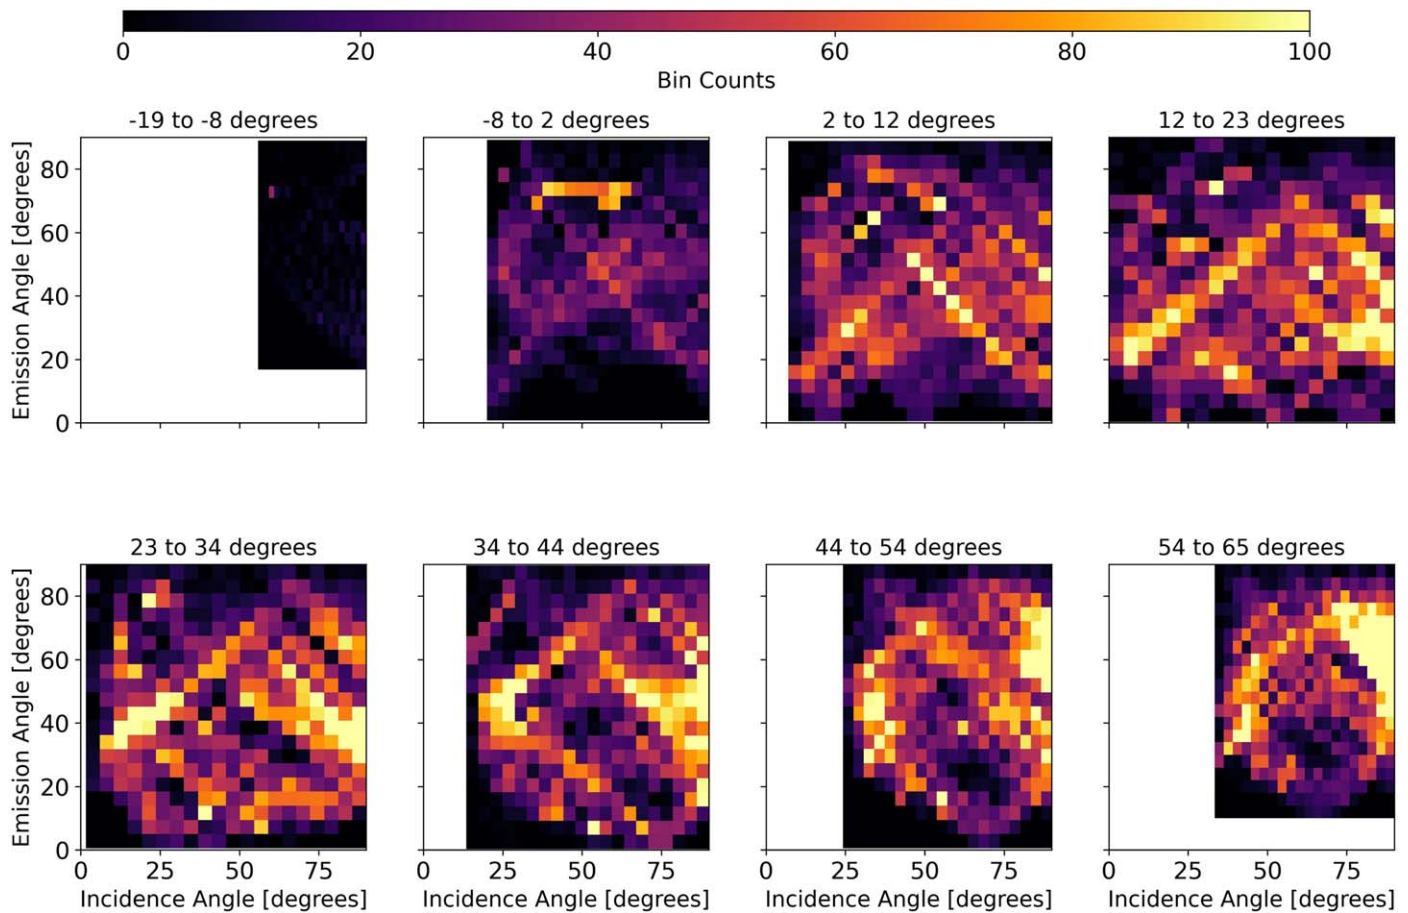 0 20 40 60 80 100
Bin Counts
-19 to -8 degrees -8 to 2 degrees 2 to 12 degrees 12 to 23 degrees
Emission Angle [degrees]
80
60
40
20
0
23 to 34 degrees 34 to 44 degrees 44 to 54 degrees 54 to 65 degrees
Emission Angle [degrees]
80
60
40
20
0
0 25 50 75 0 25 50 75 0 25 50 75 0 25 50 75
Incidence Angle [degrees] Incidence Angle [degrees] Incidence Angle [degrees] Incidence Angle [degrees]